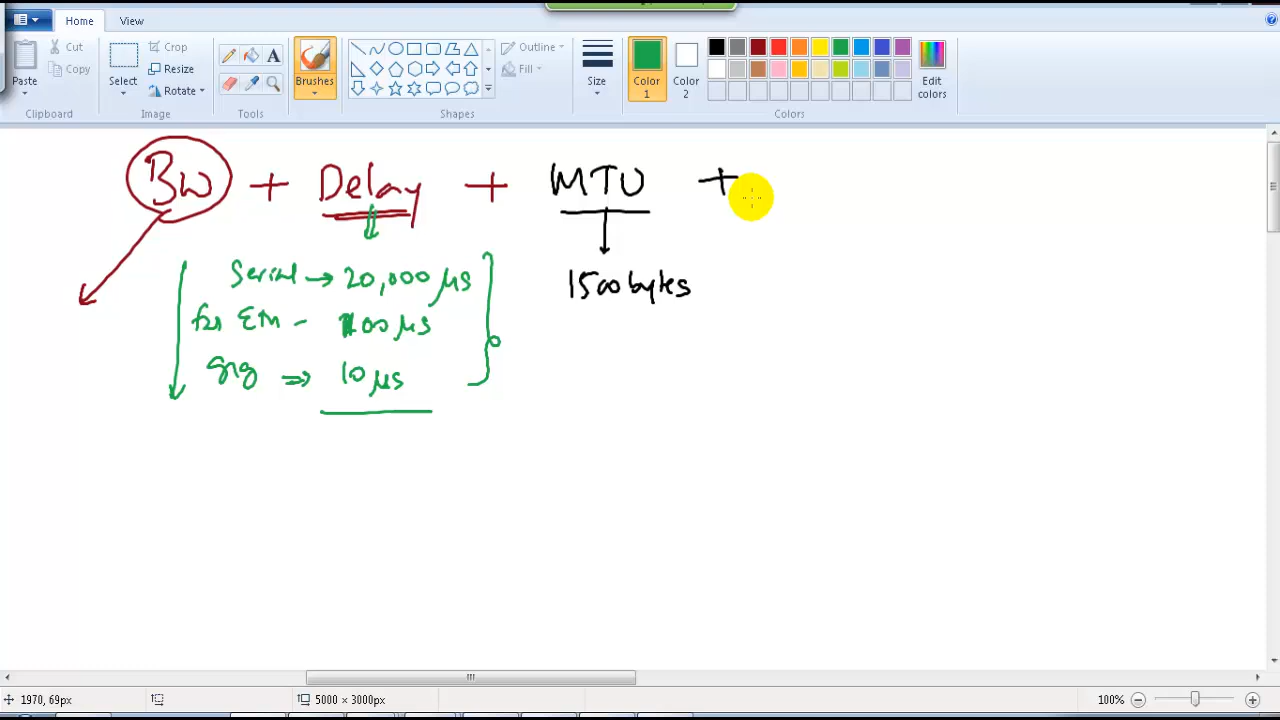 Home
View
Paste
Cut
Copy
Clipboard
Select
Crop
Resize
Rotate
Image
Tools
Brushes
Shapes
Outline
Fill
Size
Color 1
Color 2
Edit colors
Colors
BW + Delay + MTU +
Serial → 20,000 μs
1500 bytes
for Eth - 100 μs
gig ⇒ 10 μs
1970, 69px
5000 × 3000px
100%